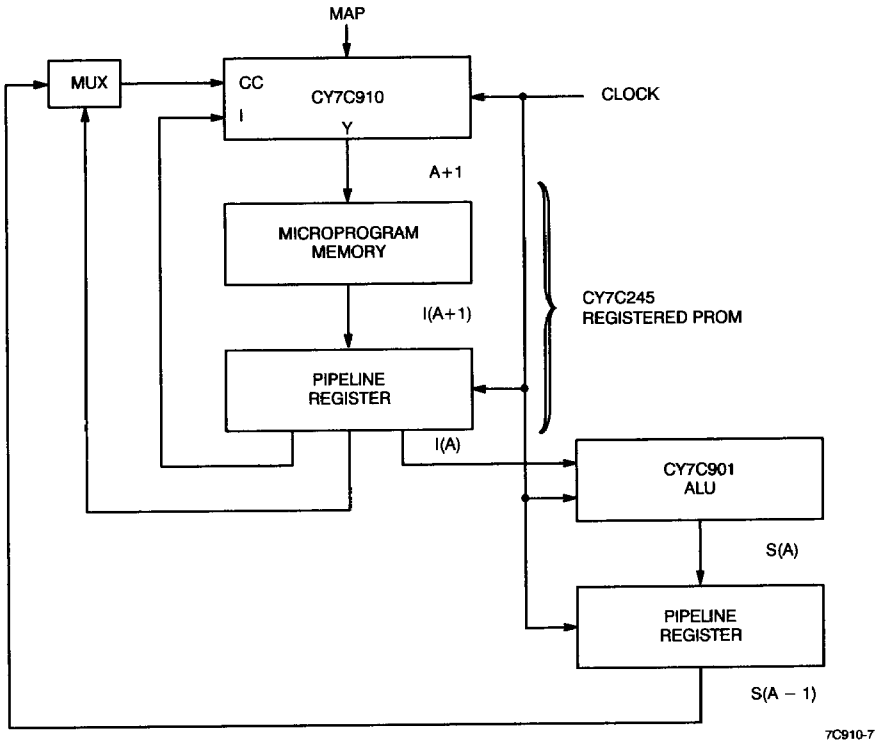 MAP
MUX
CC
CY7C910
CLOCK
I
Y
A+1
MICROPROGRAM
MEMORY
CY7C245
REGISTERED PROM
I(A+1)
PIPELINE
REGISTER
I(A)
CY7C901
ALU
S(A)
PIPELINE
REGISTER
S(A − 1)
7C910-7